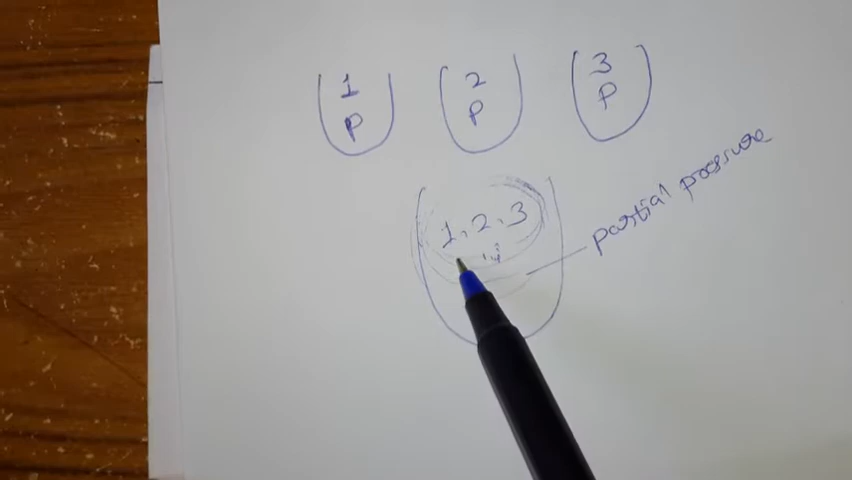 1 2 3
p p p
1, 2, 3
partial pressure